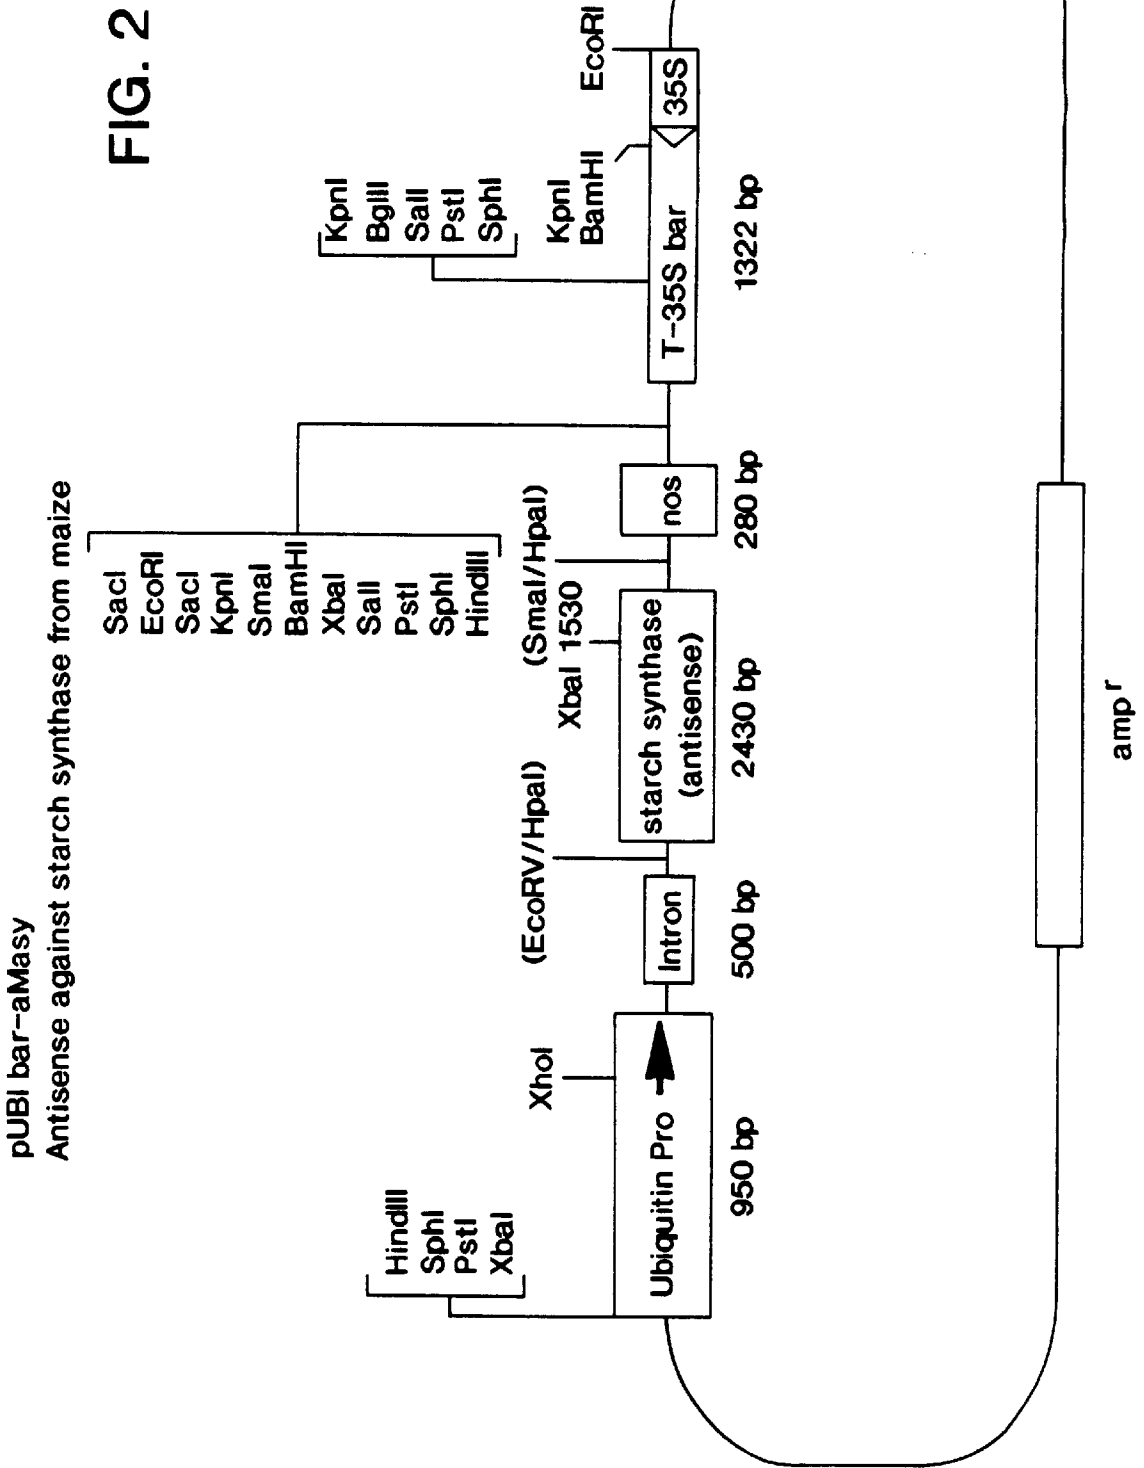 FIG. 2
pUBI bar-aMasy
Antisense against starch synthase from maize
HindIII
SphI
PstI
XbaI
XhoI
Ubiquitin Pro
950 bp
Intron
500 bp
(EcoRV/HpaI)
starch synthase
(antisense)
2430 bp
XbaI 1530
(SmaI/HpaI)
nos
280 bp
SacI
EcoRI
SacI
KpnI
SmaI
BamHI
XbaI
SalI
PstI
SphI
HindIII
KpnI
BglII
SalI
PstI
SphI
KpnI
BamHI
EcoRI
T-35S bar
35S
1322 bp
amp^r